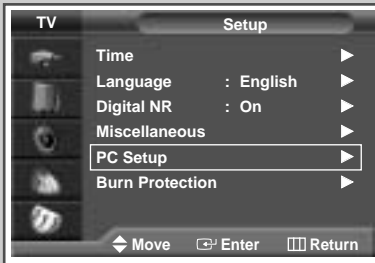 TV Setup
Time
Language : English
Digital NR : On
Miscellaneous
PC Setup
Burn Protection
Move Enter Return